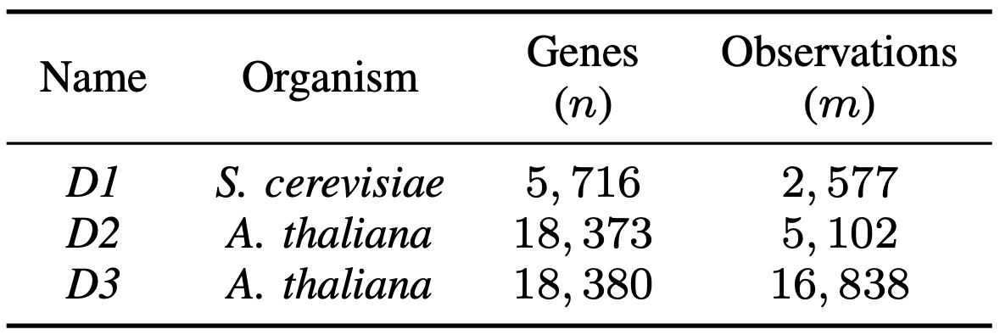 Name Organism Genes (n) Observations (m)
D1 S. cerevisiae 5, 716 2, 577
D2 A. thaliana 18, 373 5, 102
D3 A. thaliana 18, 380 16, 838